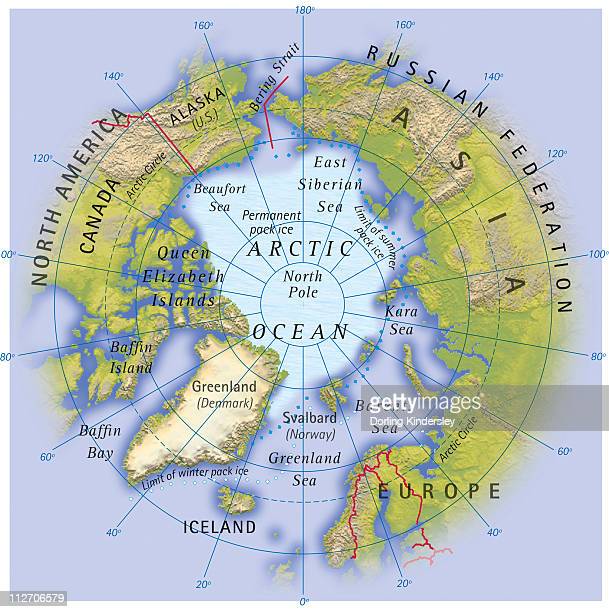 180°
160°
160°
140°
140°
120°
100°
80°
80°
60°
60°
40°
40°
20°
20°
0°
Bering Strait
RUSSIAN FEDERATION
NORTH AMERICA
ALASKA
(U.S.)
CANADA
Arctic Circle
ASIA
Beaufort
Sea
East
Siberian
Sea
Permanent
pack ice
Limit of summer
pack ice
ARCTIC
OCEAN
North
Pole
Queen
Elizabeth
Islands
Kara
Sea
Baffin
Island
Greenland
(Denmark)
Svalbard
(Norway)
Sea
Dorling Kindersley
Baffin
Bay
Greenland
Sea
Arctic Circle
Limit of winter pack ice
EUROPE
ICELAND
112706579